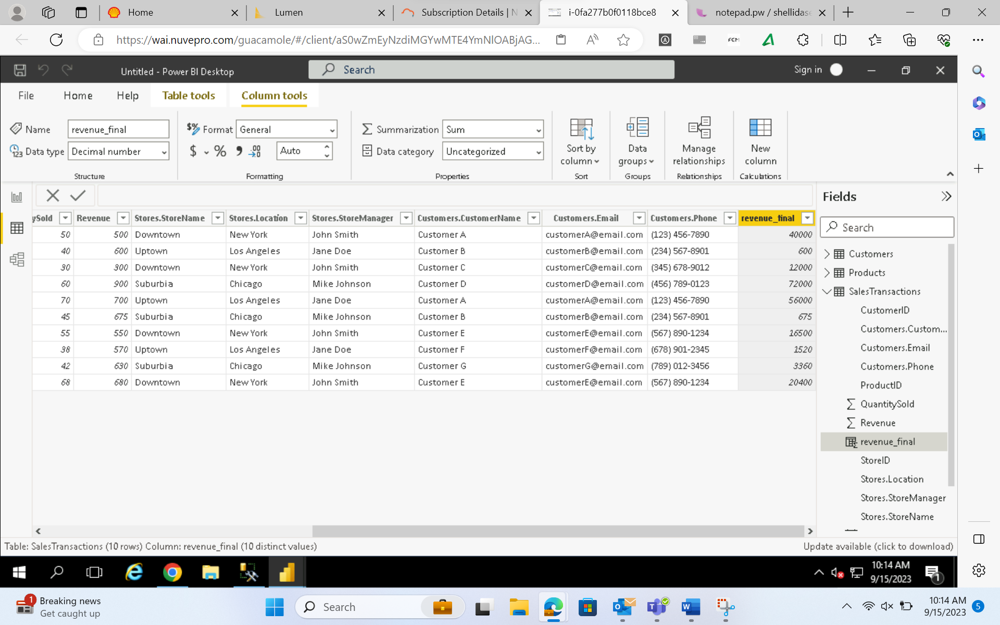 Home
Lumen
Subscription Details | N
i-0fa277b0f0118bce8
notepad.pw / shellidase
https://wai.nuvepro.com/guacamole/#/client/aS0wZmEyNzdiMGYwMTE4YmNlOABjAG...
FCM
Untitled - Power BI Desktop
Search
Sign in
File Home Help Table tools Column tools
Name revenue_final
Format General
Summarization Sum
Data type Decimal number
$ % Auto
Data category Uncategorized
Sort by column
Data groups
Manage relationships
New column
Structure Formatting Properties Sort Groups Relationships Calculations
ySold Revenue Stores.StoreName Stores.Location Stores.StoreManager Customers.CustomerName Customers.Email Customers.Phone revenue_final
50 500 Downtown New York John Smith Customer A customerA@email.com (123) 456-7890 40000
40 600 Uptown Los Angeles Jane Doe Customer B customerB@email.com (234) 567-8901 600
30 300 Downtown New York John Smith Customer C customerC@email.com (345) 678-9012 12000
60 900 Suburbia Chicago Mike Johnson Customer D customerD@email.com (456) 789-0123 72000
70 700 Uptown Los Angeles Jane Doe Customer A customerA@email.com (123) 456-7890 56000
45 675 Suburbia Chicago Mike Johnson Customer B customerB@email.com (234) 567-8901 675
55 550 Downtown New York John Smith Customer E customerE@email.com (567) 890-1234 16500
38 570 Uptown Los Angeles Jane Doe Customer F customerF@email.com (678) 901-2345 1520
42 630 Suburbia Chicago Mike Johnson Customer G customerG@email.com (789) 012-3456 3360
68 680 Downtown New York John Smith Customer E customerE@email.com (567) 890-1234 20400
Fields
Search
Customers
Products
SalesTransactions
CustomerID
Customers.Custom...
Customers.Email
Customers.Phone
ProductID
QuantitySold
Revenue
revenue_final
StoreID
Stores.Location
Stores.StoreManager
Stores.StoreName
Table: SalesTransactions (10 rows) Column: revenue_final (10 distinct values)
Update available (click to download)
10:14 AM
9/15/2023
1
1
Breaking news
Get caught up
Search
10:14 AM
9/15/2023
5